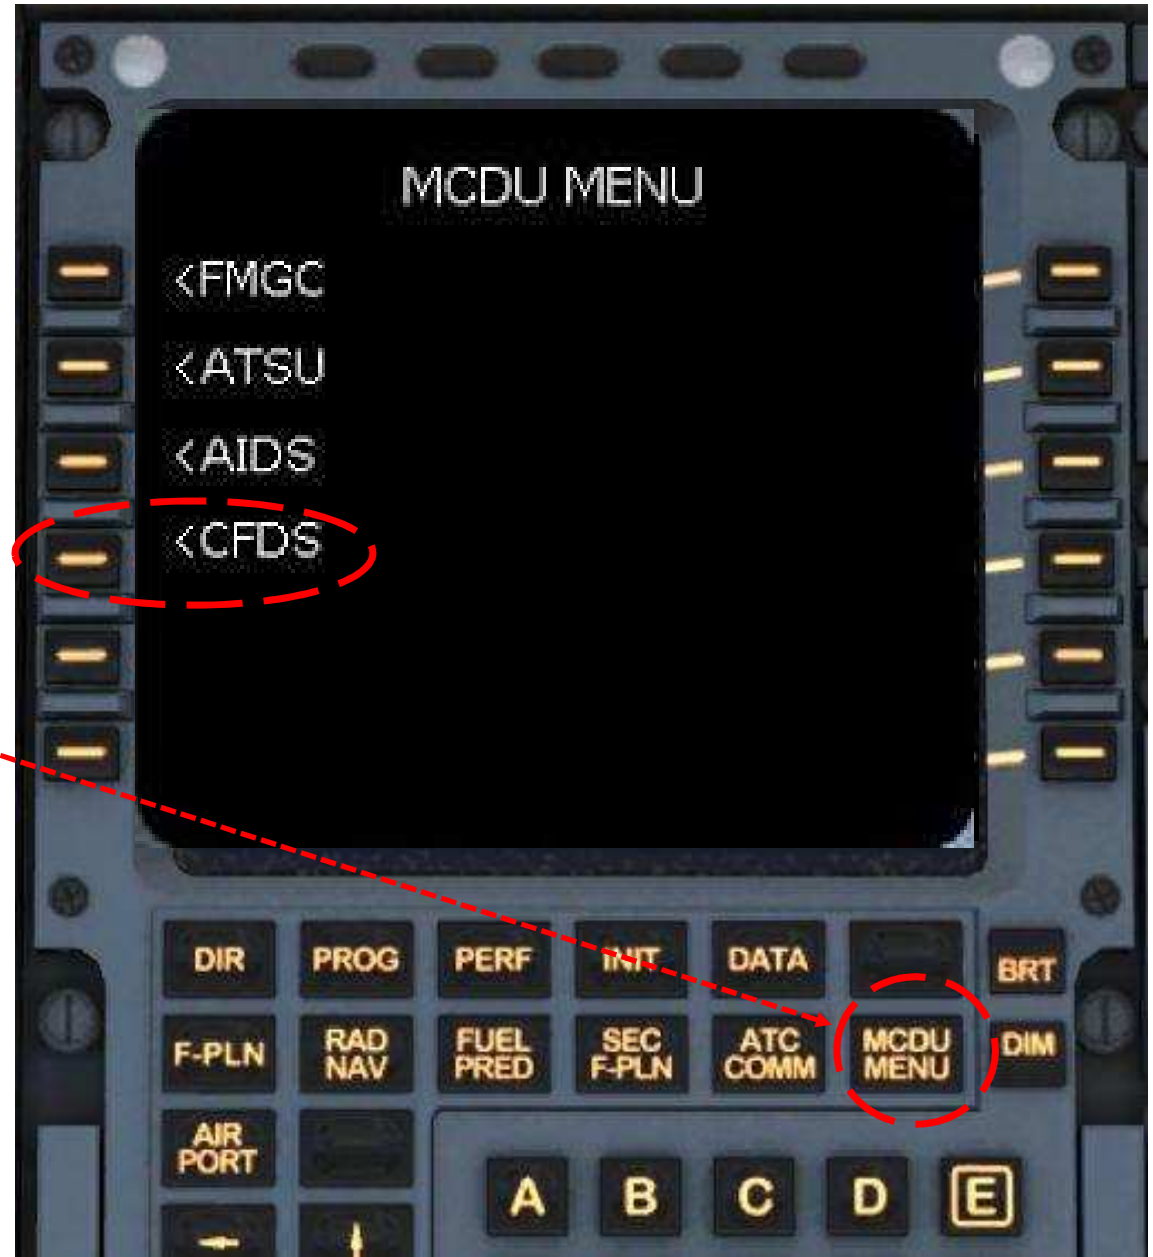 MCDU MENU
<FMGC
<ATSU
<AIDS
<CFDS
DIR PROG PERF INIT DATA BRT
F-PLN RAD NAV FUEL PRED SEC F-PLN ATC COMM MCDU MENU DIM
AIR PORT
A B C D E